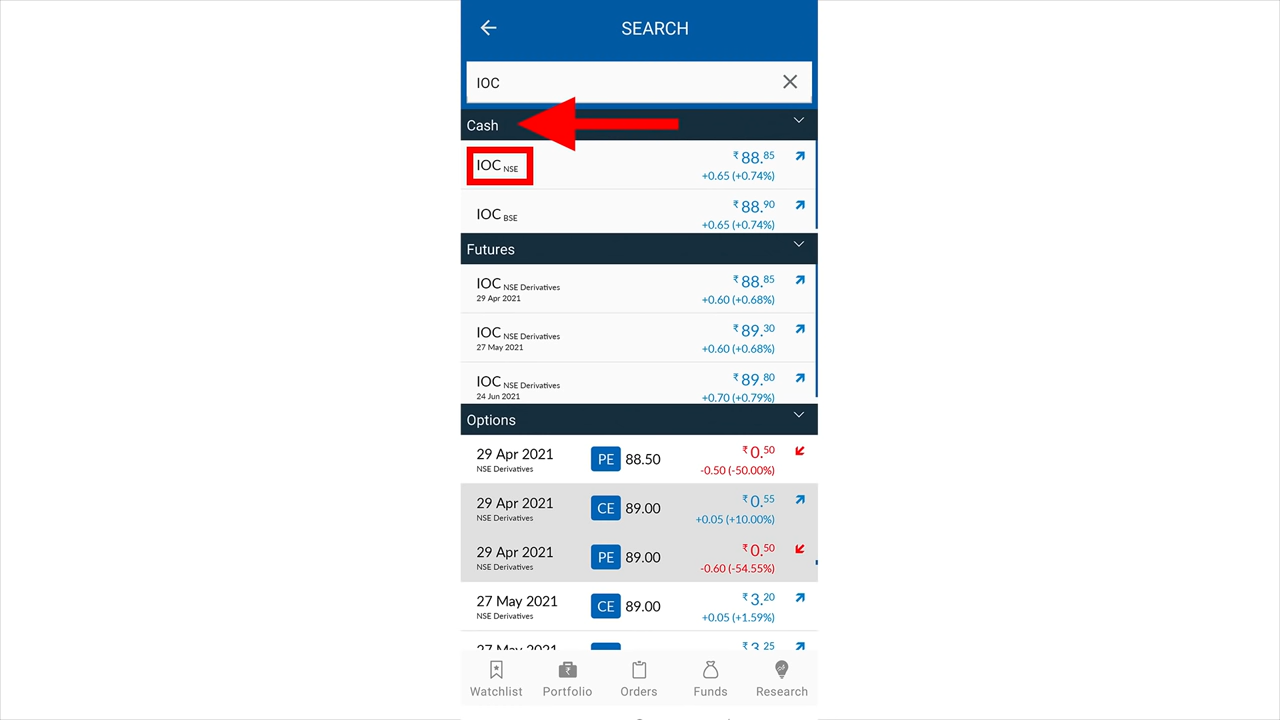 SEARCH
IOC
Cash
IOC NSE ₹ 88.85
+0.65 (+0.74%)
IOC BSE ₹ 88.90
+0.65 (+0.74%)
Futures
IOC NSE Derivatives ₹ 88.85
29 Apr 2021 +0.60 (+0.68%)
IOC NSE Derivatives ₹ 89.30
27 May 2021 +0.60 (+0.68%)
IOC NSE Derivatives ₹ 89.80
24 Jun 2021 +0.70 (+0.79%)
Options
29 Apr 2021 PE 88.50 ₹ 0.50
NSE Derivatives -0.50 (-50.00%)
29 Apr 2021 CE 89.00 ₹ 0.55
NSE Derivatives +0.05 (+10.00%)
29 Apr 2021 PE 89.00 ₹ 0.50
NSE Derivatives -0.60 (-54.55%)
27 May 2021 CE 89.00 ₹ 3.20
NSE Derivatives +0.05 (+1.59%)
27 May 2021 ₹ 3.25
Watchlist Portfolio Orders Funds Research